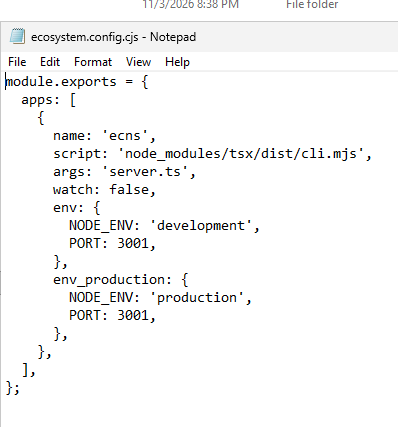 11/3/2026 8:38 PM File folder
ecosystem.config.cjs - Notepad
File Edit Format View Help
module.exports = {
  apps: [
    {
      name: 'ecns',
      script: 'node_modules/tsx/dist/cli.mjs',
      args: 'server.ts',
      watch: false,
      env: {
        NODE_ENV: 'development',
        PORT: 3001,
      },
      env_production: {
        NODE_ENV: 'production',
        PORT: 3001,
      },
    },
  ],
};